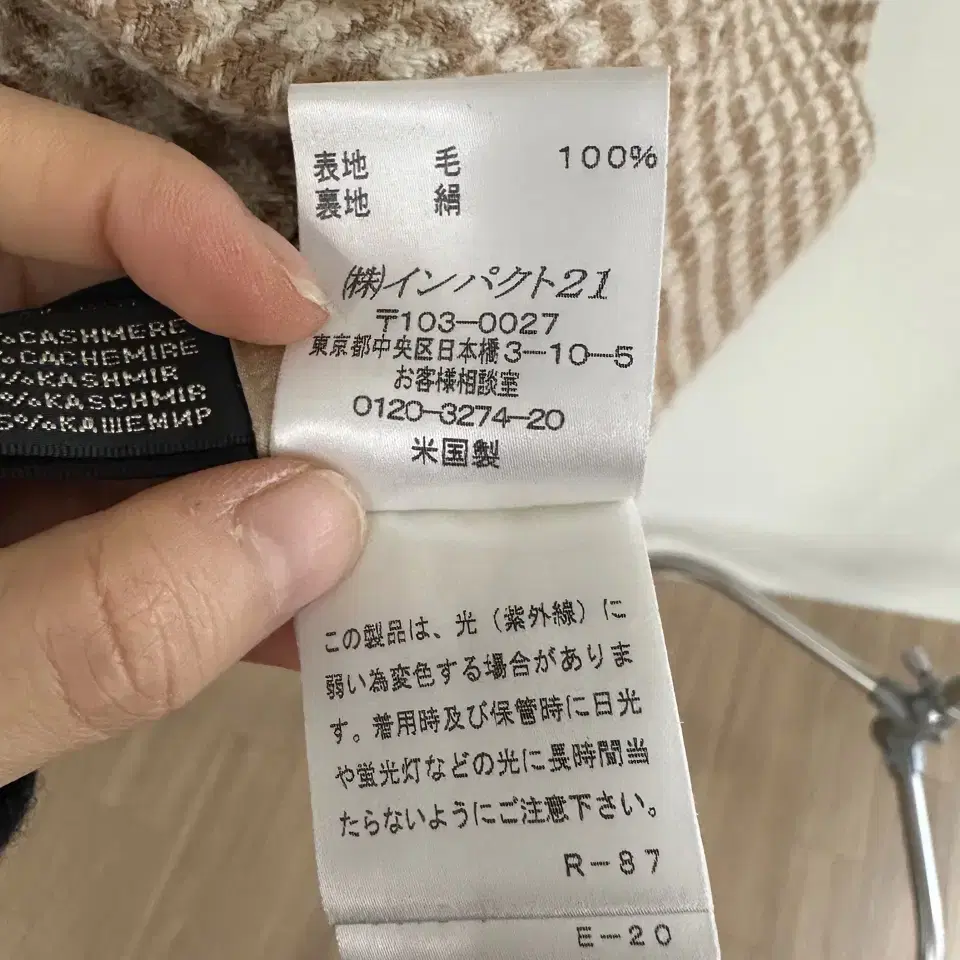 表地 毛 100%
裏地 絹
㈱インパクト21
〒103-0027
東京都中央区日本橋3-10-5
お客様相談室
0120-3274-20
米国製
この製品は、光（紫外線）に
弱い為変色する場合がありま
す。着用時及び保管時に日光
や蛍光灯などの光に長時間当
たらないようにご注意下さい。
R-87
E-20
%CASHMERE
%CACHEMIRE
%KASHMIR
%KASCHMIR
%КАШЕМИР